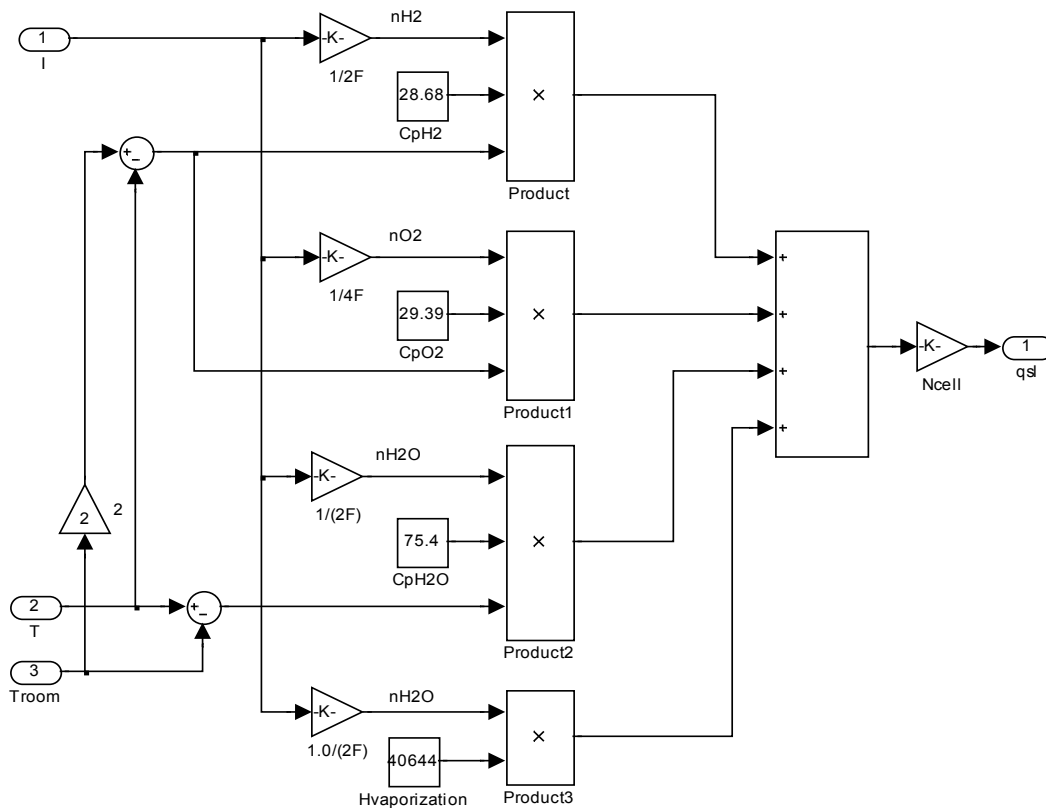 1
I
-K-
1/2F
nH2
28.68
CpH2
×
Product
+
-
-K-
1/4F
nO2
29.39
CpO2
×
Product1
+
+
+
+
-K-
Ncell
1
qsl
-K-
1/(2F)
nH2O
75.4
CpH2O
×
Product2
2
2
2
T
+
-
3
Troom
-K-
1.0/(2F)
nH2O
40644
Hvaporization
×
Product3